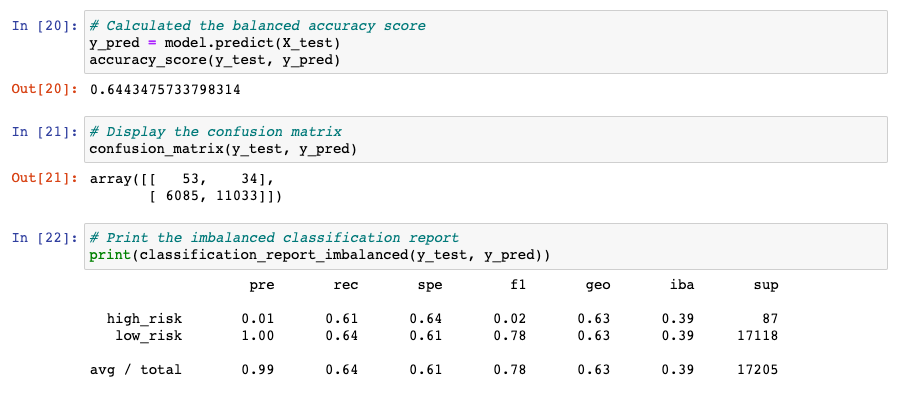 In [20]: # Calculated the balanced accuracy score
y_pred = model.predict(X_test)
accuracy_score(y_test, y_pred)
Out[20]: 0.6443475733798314
In [21]: # Display the confusion matrix
confusion_matrix(y_test, y_pred)
Out[21]: array([[   53,    34],
       [ 6085, 11033]])
In [22]: # Print the imbalanced classification report
print(classification_report_imbalanced(y_test, y_pred))
pre rec spe f1 geo iba sup
high_risk 0.01 0.61 0.64 0.02 0.63 0.39 87
low_risk 1.00 0.64 0.61 0.78 0.63 0.39 17118
avg / total 0.99 0.64 0.61 0.78 0.63 0.39 17205